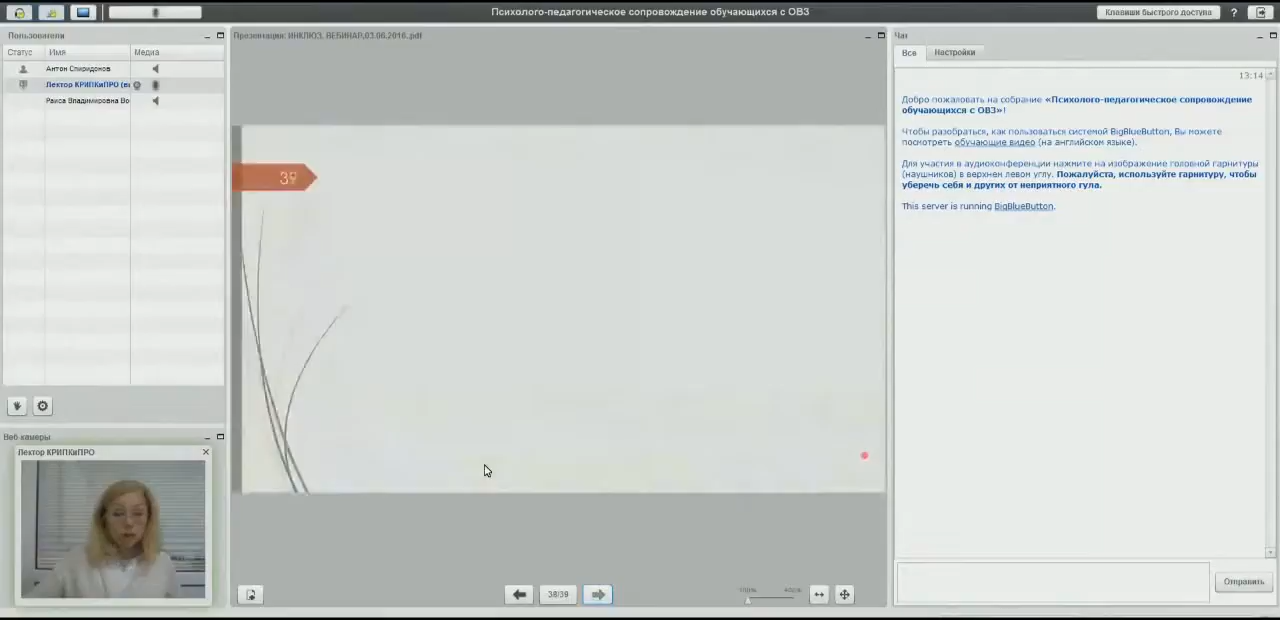 Психолого-педагогическое сопровождение обучающихся с ОВЗ
Клавиши быстрого доступа
?
Пользователи
Статус Имя Медиа
Антон Спиридонов
Лектор КРИПКиПРО (вы
Раиса Владимировна Во
Веб камеры
Лектор КРИПКиПРО
Презентация: ИНКЛЮЗ. ВЕБИНАР,03.06.2016.pdf
38/39
100% 400%
Чат
Все Настройки
13:14
Добро пожаловать на собрание «Психолого-педагогическое сопровождение
обучающихся с ОВЗ»!
Чтобы разобраться, как пользоваться системой BigBlueButton, Вы можете
посмотреть обучающие видео (на английском языке).
Для участия в аудиоконференции нажмите на изображение головной гарнитуры
(наушников) в верхнем левом углу. Пожалуйста, используйте гарнитуру, чтобы
уберечь себя и других от неприятного гула.
This server is running BigBlueButton.
Отправить